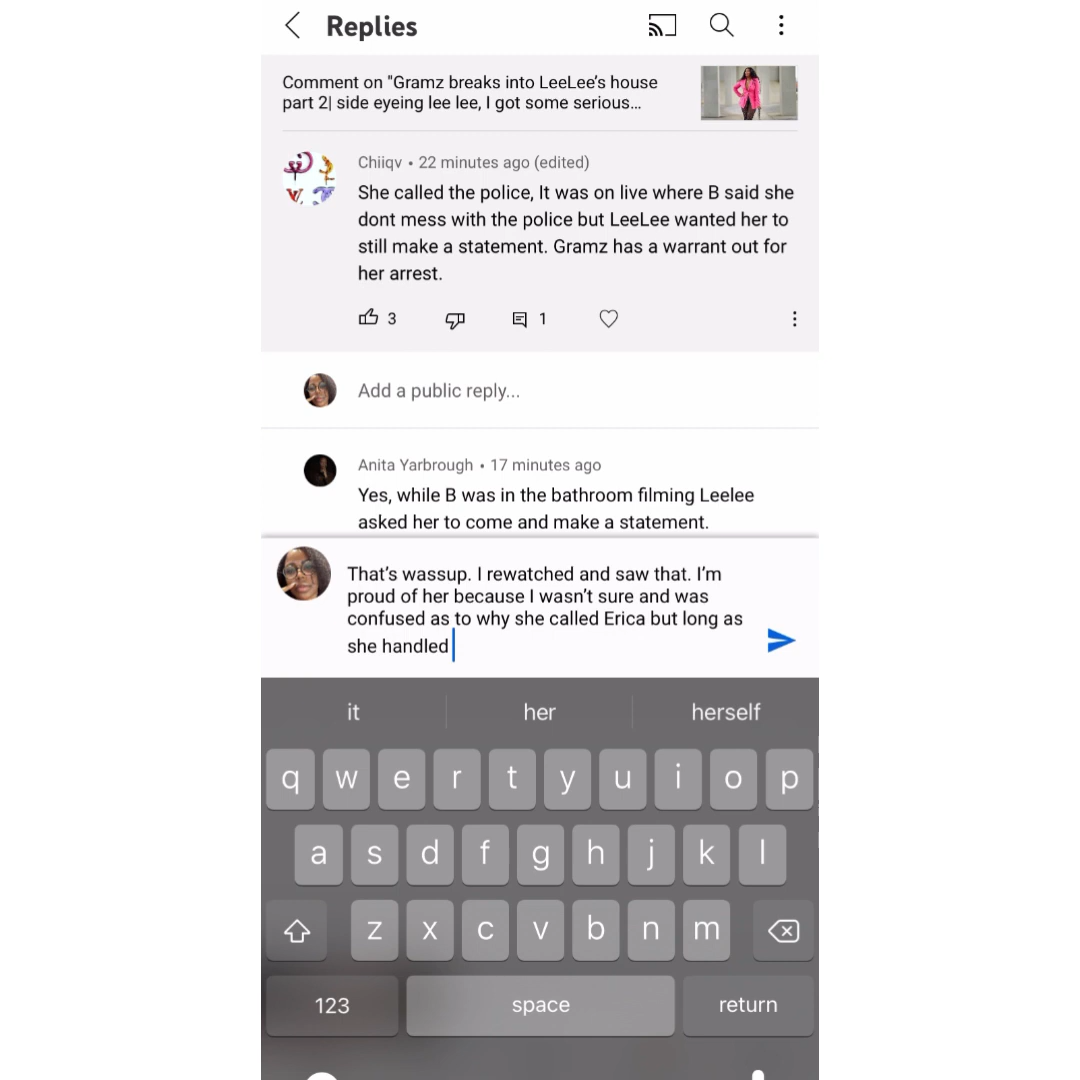 Replies
Comment on "Gramz breaks into LeeLee’s house
part 2| side eyeing lee lee, I got some serious...
Chiiqv • 22 minutes ago (edited)
She called the police, It was on live where B said she
dont mess with the police but LeeLee wanted her to
still make a statement. Gramz has a warrant out for
her arrest.
3
1
Add a public reply...
Anita Yarbrough • 17 minutes ago
Yes, while B was in the bathroom filming Leelee
asked her to come and make a statement.
That’s wassup. I rewatched and saw that. I’m
proud of her because I wasn’t sure and was
confused as to why she called Erica but long as
she handled
it her herself
q w e r t y u i o p
a s d f g h j k l
z x c v b n m
123 space return